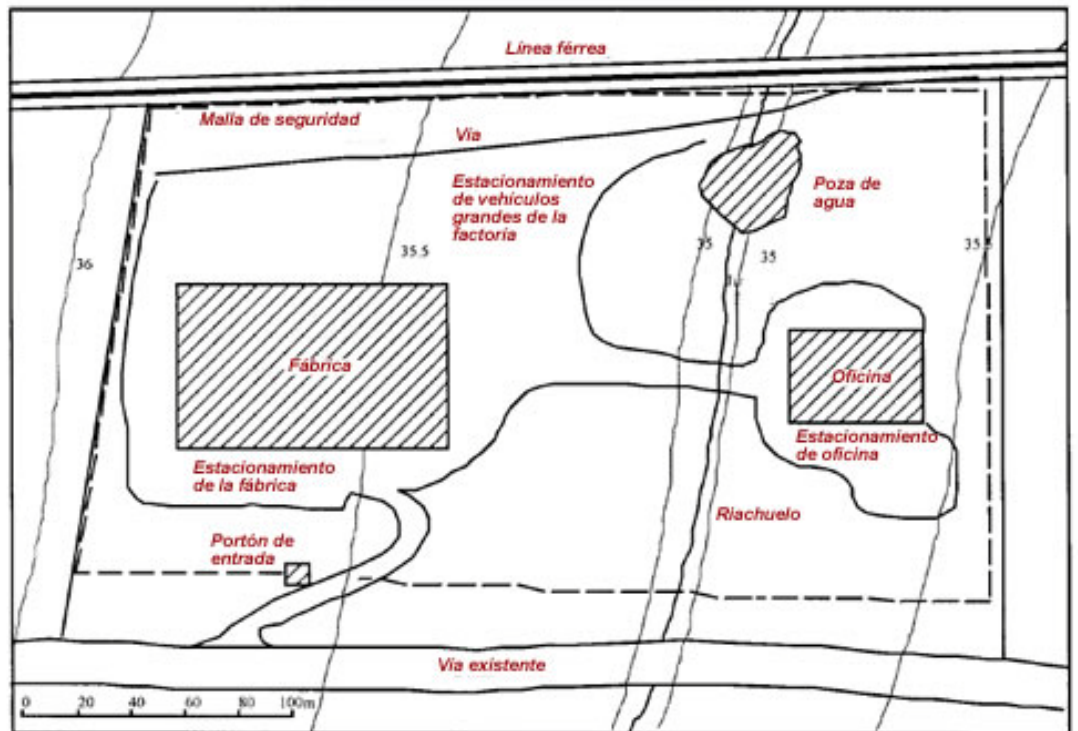 Línea férrea
Malla de seguridad
Vía
Estacionamiento
de vehículos
grandes de la
factoría
Poza de
agua
36
35.5
35
35
35.5
Fábrica
Oficina
Estacionamiento
de la fábrica
Estacionamiento
de oficina
Portón de
entrada
Riachuelo
Vía existente
0 20 40 60 80 100m